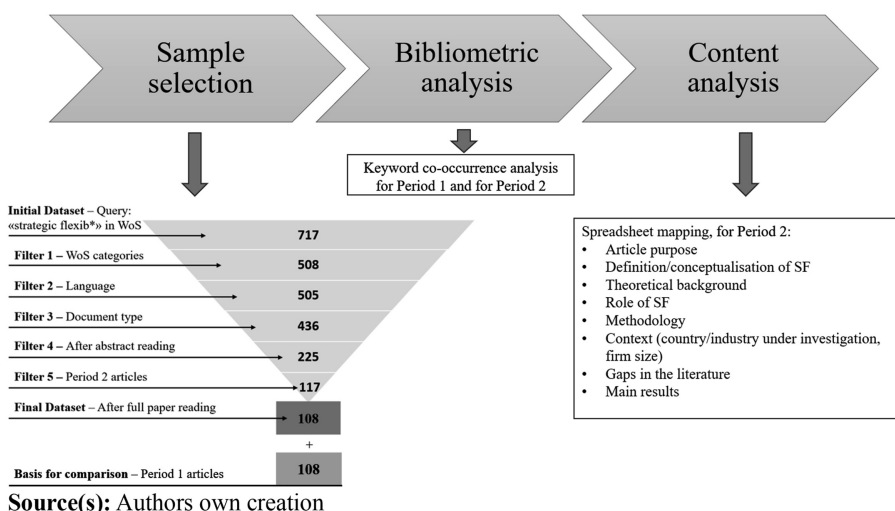 Sample
selection
Bibliometric
analysis
Content
analysis
Keyword co-occurrence analysis
for Period 1 and for Period 2
Initial Dataset – Query:
«strategic flexib*» in WoS
717
Filter 1 – WoS categories
508
Filter 2 – Language
505
Filter 3 – Document type
436
Filter 4 – After abstract reading
225
Filter 5 – Period 2 articles
117
Final Dataset – After full paper reading
108
+
Basis for comparison – Period 1 articles
108
Spreadsheet mapping, for Period 2:
• Article purpose
• Definition/conceptualisation of SF
• Theoretical background
• Role of SF
• Methodology
• Context (country/industry under investigation,
firm size)
• Gaps in the literature
• Main results
Source(s): Authors own creation